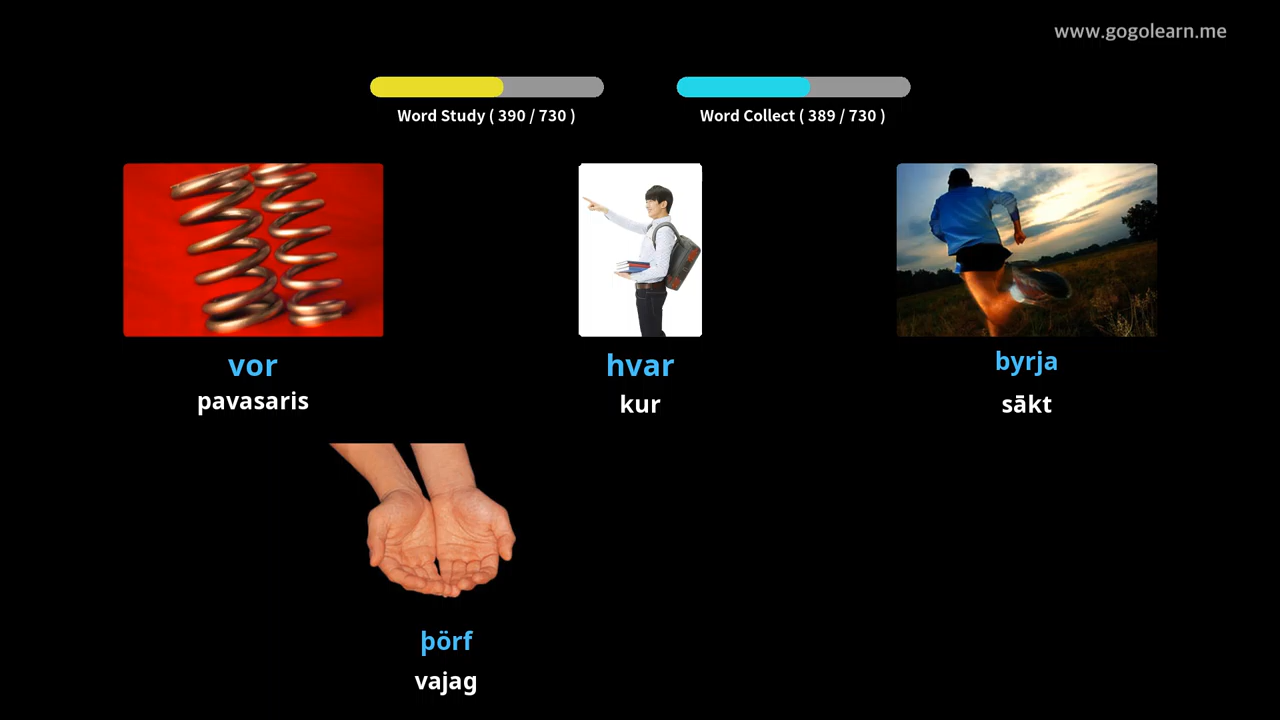 www.gogolearn.me
Word Study ( 390 / 730 )
Word Collect ( 389 / 730 )
vor
pavasaris
hvar
kur
byrja
sākt
þörf
vajag